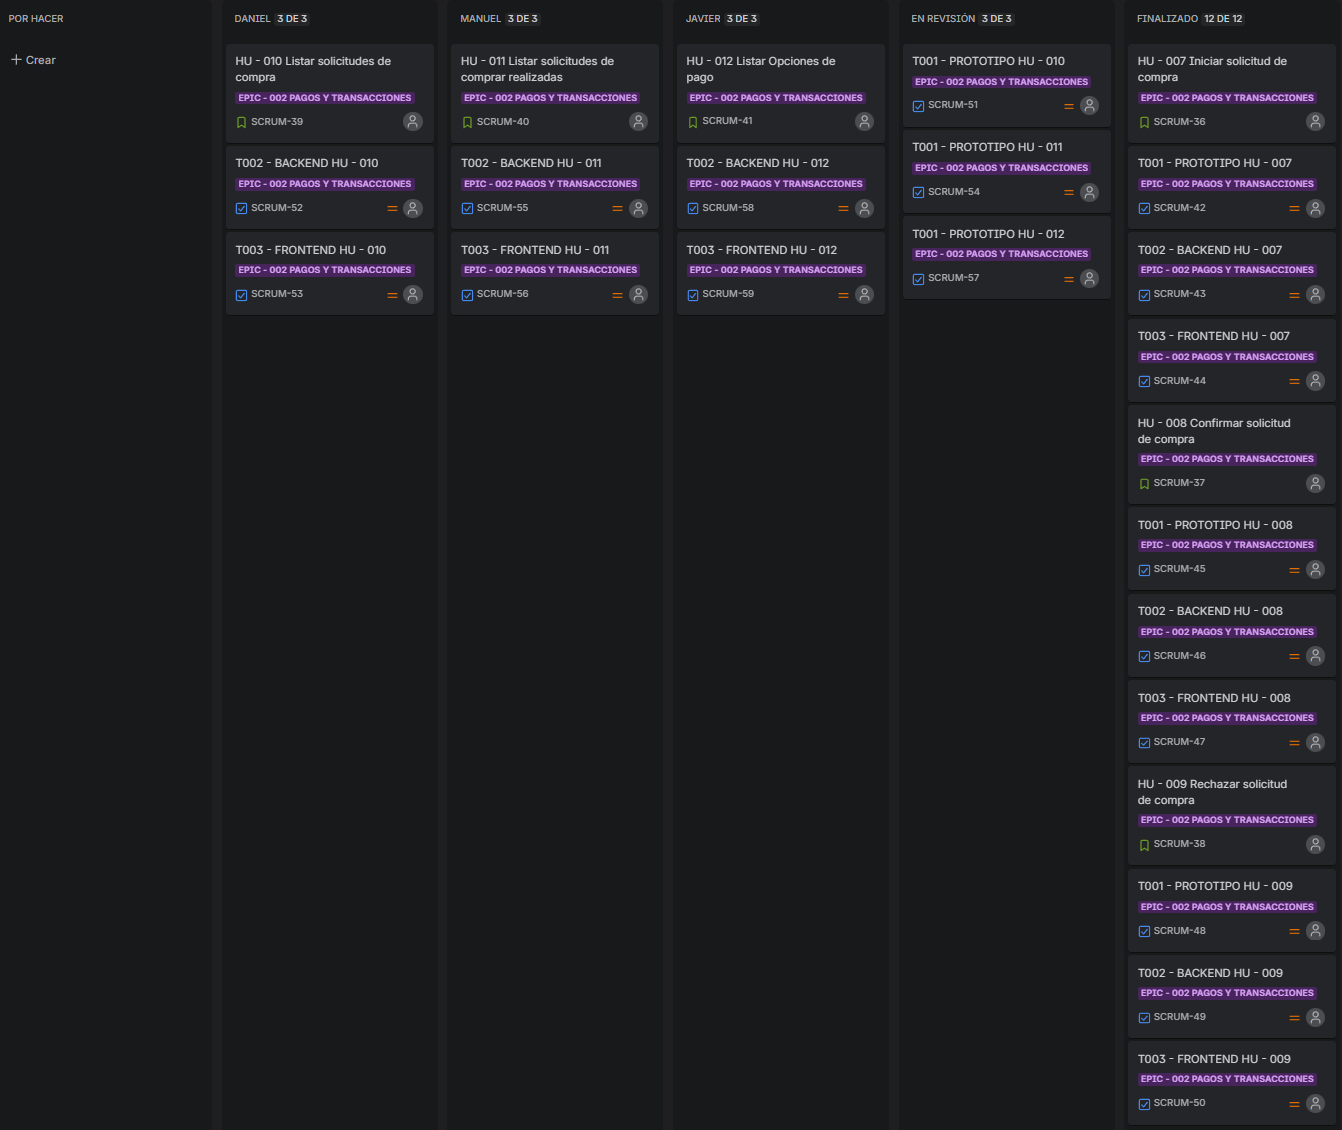 POR HACER
+ Crear
DANIEL 3 DE 3
HU - 010 Listar solicitudes de
compra
EPIC - 002 PAGOS Y TRANSACCIONES
SCRUM-39
T002 - BACKEND HU - 010
EPIC - 002 PAGOS Y TRANSACCIONES
SCRUM-52
T003 - FRONTEND HU - 010
EPIC - 002 PAGOS Y TRANSACCIONES
SCRUM-53
MANUEL 3 DE 3
HU - 011 Listar solicitudes de
comprar realizadas
EPIC - 002 PAGOS Y TRANSACCIONES
SCRUM-40
T002 - BACKEND HU - 011
EPIC - 002 PAGOS Y TRANSACCIONES
SCRUM-55
T003 - FRONTEND HU - 011
EPIC - 002 PAGOS Y TRANSACCIONES
SCRUM-56
JAVIER 3 DE 3
HU - 012 Listar Opciones de
pago
EPIC - 002 PAGOS Y TRANSACCIONES
SCRUM-41
T002 - BACKEND HU - 012
EPIC - 002 PAGOS Y TRANSACCIONES
SCRUM-58
T003 - FRONTEND HU - 012
EPIC - 002 PAGOS Y TRANSACCIONES
SCRUM-59
EN REVISIÓN 3 DE 3
T001 - PROTOTIPO HU - 010
EPIC - 002 PAGOS Y TRANSACCIONES
SCRUM-51
T001 - PROTOTIPO HU - 011
EPIC - 002 PAGOS Y TRANSACCIONES
SCRUM-54
T001 - PROTOTIPO HU - 012
EPIC - 002 PAGOS Y TRANSACCIONES
SCRUM-57
FINALIZADO 12 DE 12
HU - 007 Iniciar solicitud de
compra
EPIC - 002 PAGOS Y TRANSACCIONES
SCRUM-36
T001 - PROTOTIPO HU - 007
EPIC - 002 PAGOS Y TRANSACCIONES
SCRUM-42
T002 - BACKEND HU - 007
EPIC - 002 PAGOS Y TRANSACCIONES
SCRUM-43
T003 - FRONTEND HU - 007
EPIC - 002 PAGOS Y TRANSACCIONES
SCRUM-44
HU - 008 Confirmar solicitud
de compra
EPIC - 002 PAGOS Y TRANSACCIONES
SCRUM-37
T001 - PROTOTIPO HU - 008
EPIC - 002 PAGOS Y TRANSACCIONES
SCRUM-45
T002 - BACKEND HU - 008
EPIC - 002 PAGOS Y TRANSACCIONES
SCRUM-46
T003 - FRONTEND HU - 008
EPIC - 002 PAGOS Y TRANSACCIONES
SCRUM-47
HU - 009 Rechazar solicitud
de compra
EPIC - 002 PAGOS Y TRANSACCIONES
SCRUM-38
T001 - PROTOTIPO HU - 009
EPIC - 002 PAGOS Y TRANSACCIONES
SCRUM-48
T002 - BACKEND HU - 009
EPIC - 002 PAGOS Y TRANSACCIONES
SCRUM-49
T003 - FRONTEND HU - 009
EPIC - 002 PAGOS Y TRANSACCIONES
SCRUM-50